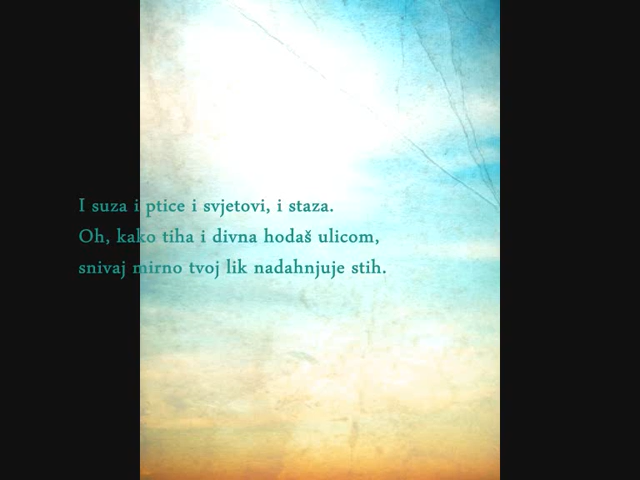 I suza i ptice i svjetovi, i staza.
Oh, kako tiha i divna hodaš ulicom,
snivaj mirno tvoj lik nadahnjuje stih.